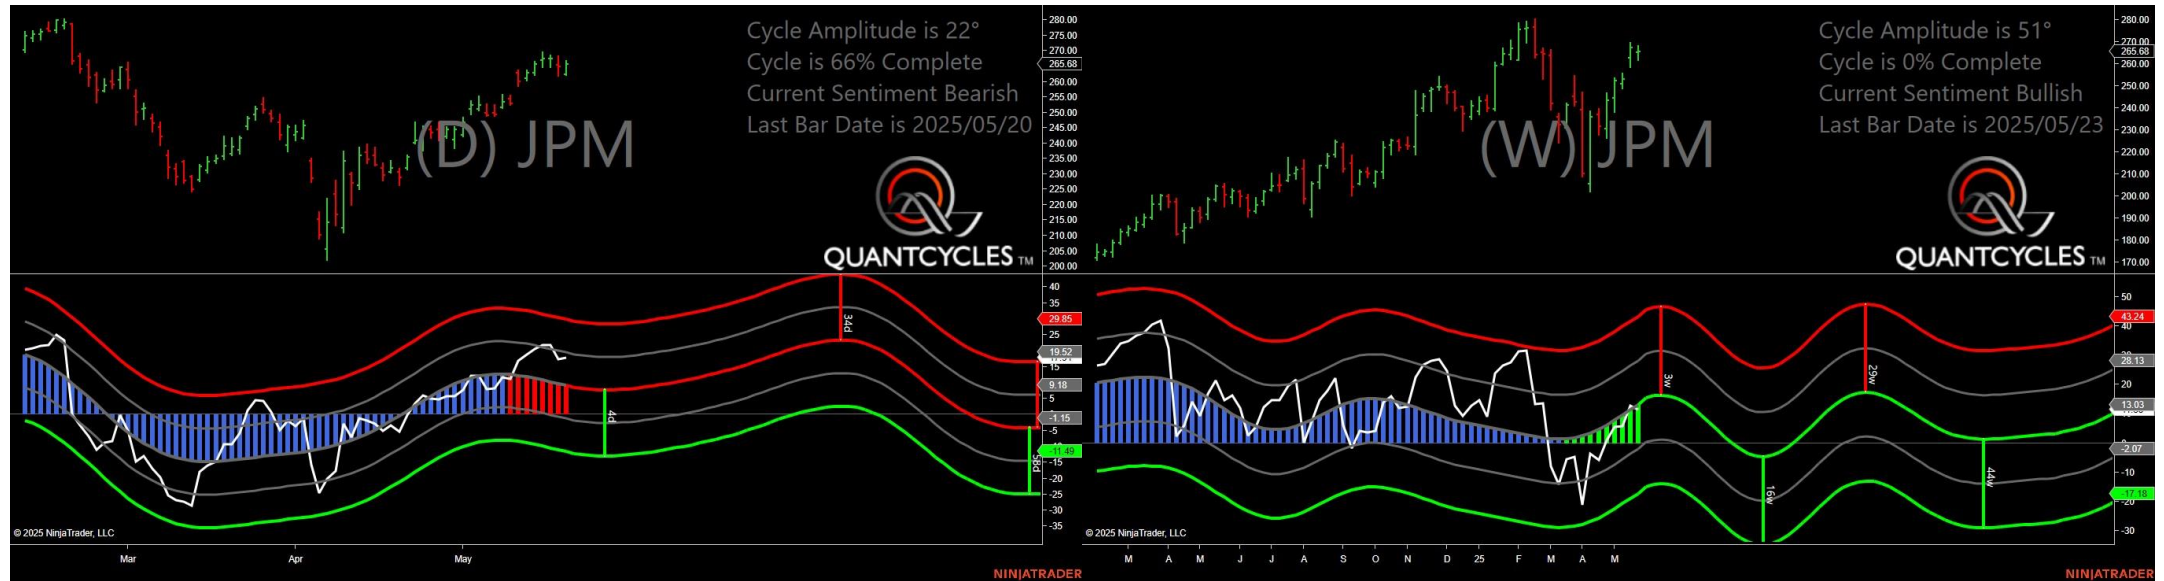 Cycle Amplitude is 22°
Cycle is 66% Complete
Current Sentiment Bearish
Last Bar Date is 2025/05/20
(D) JPM
QUANTCYCLES TM
280.00
275.00
270.00
265.68
260.00
255.00
250.00
245.00
240.00
235.00
230.00
225.00
220.00
215.00
210.00
205.00
200.00
40
35
29.85
25
19.52
15
9.18
5
-1.15
-5
-11.49
-15
-20
-25
-30
-35
4d
34d
58d
© 2025 NinjaTrader, LLC
Mar Apr May
NINJATRADER
Cycle Amplitude is 51°
Cycle is 0% Complete
Current Sentiment Bullish
Last Bar Date is 2025/05/23
(W) JPM
QUANTCYCLES TM
280.00
270.00
265.68
260.00
250.00
240.00
230.00
220.00
210.00
200.00
190.00
180.00
170.00
50
43.24
40
28.13
20
13.03
-2.07
-10
-17.18
-20
-30
3w
16w
29w
44w
© 2025 NinjaTrader, LLC
M A M J J A S O N D 25 F M A M
NINJATRADER